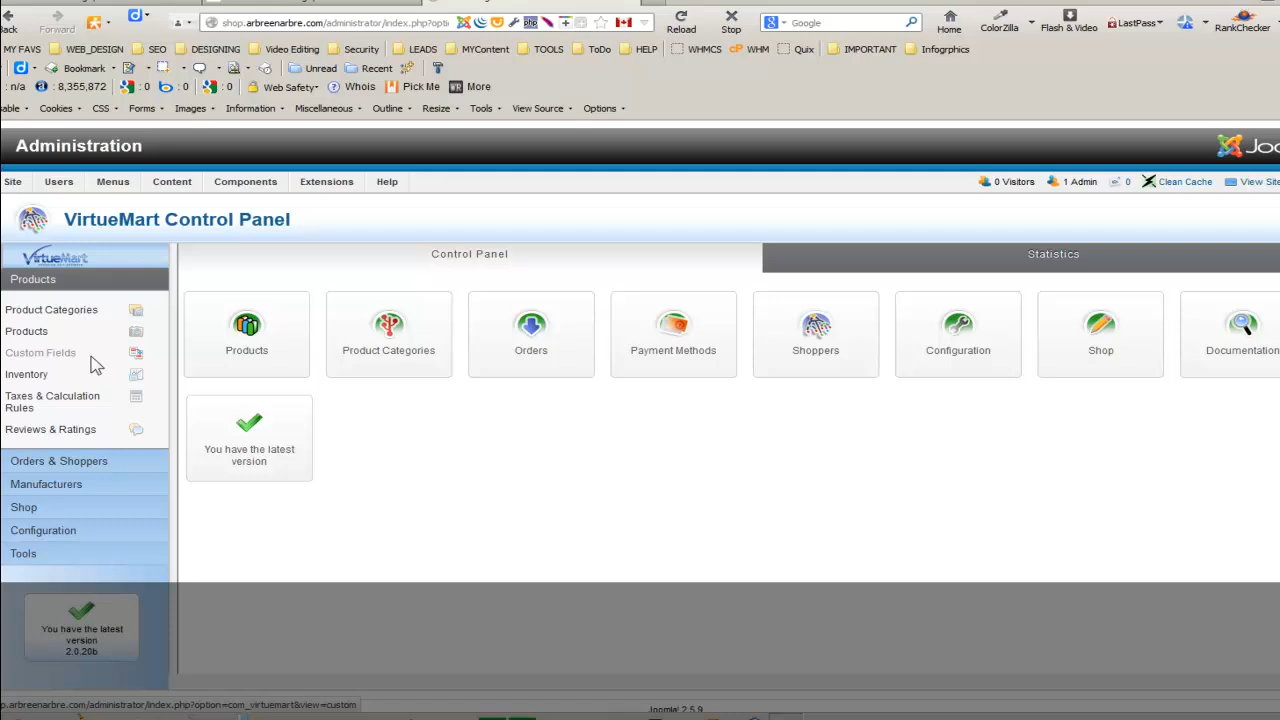 shop.arbreenarbre.com/administrator/index.php?opti
Google
Back
Forward
Reload
Stop
Home
ColorZilla
Flash & Video
LastPass
RankChecker
MY FAVS
WEB_DESIGN
SEO
DESIGNING
Video Editing
Security
LEADS
MYContent
TOOLS
ToDo
HELP
WHMCS
cP WHM
Quix
IMPORTANT
Infogrphics
Bookmark
Unread
Recent
: n/a
: 8,355,872
: 0
: 0
: 0
Web Safety
Whois
Pick Me
More
sable
Cookies
CSS
Forms
Images
Information
Miscellaneous
Outline
Resize
Tools
View Source
Options
Administration
Joo
Site
Users
Menus
Content
Components
Extensions
Help
0 Visitors
1 Admin
0
Clean Cache
View Site
VirtueMart Control Panel
VirtueMart
Control Panel
Statistics
Products
Product Categories
Products
Custom Fields
Inventory
Taxes & Calculation
Rules
Reviews & Ratings
Orders & Shoppers
Manufacturers
Shop
Configuration
Tools
You have the latest
version
2.0.20b
Products
Product Categories
Orders
Payment Methods
Shoppers
Configuration
Shop
Documentation
You have the latest
version
op.arbreenarbre.com/administrator/index.php?option=com_virtuemart&view=custom
Joomla! 2.5.9